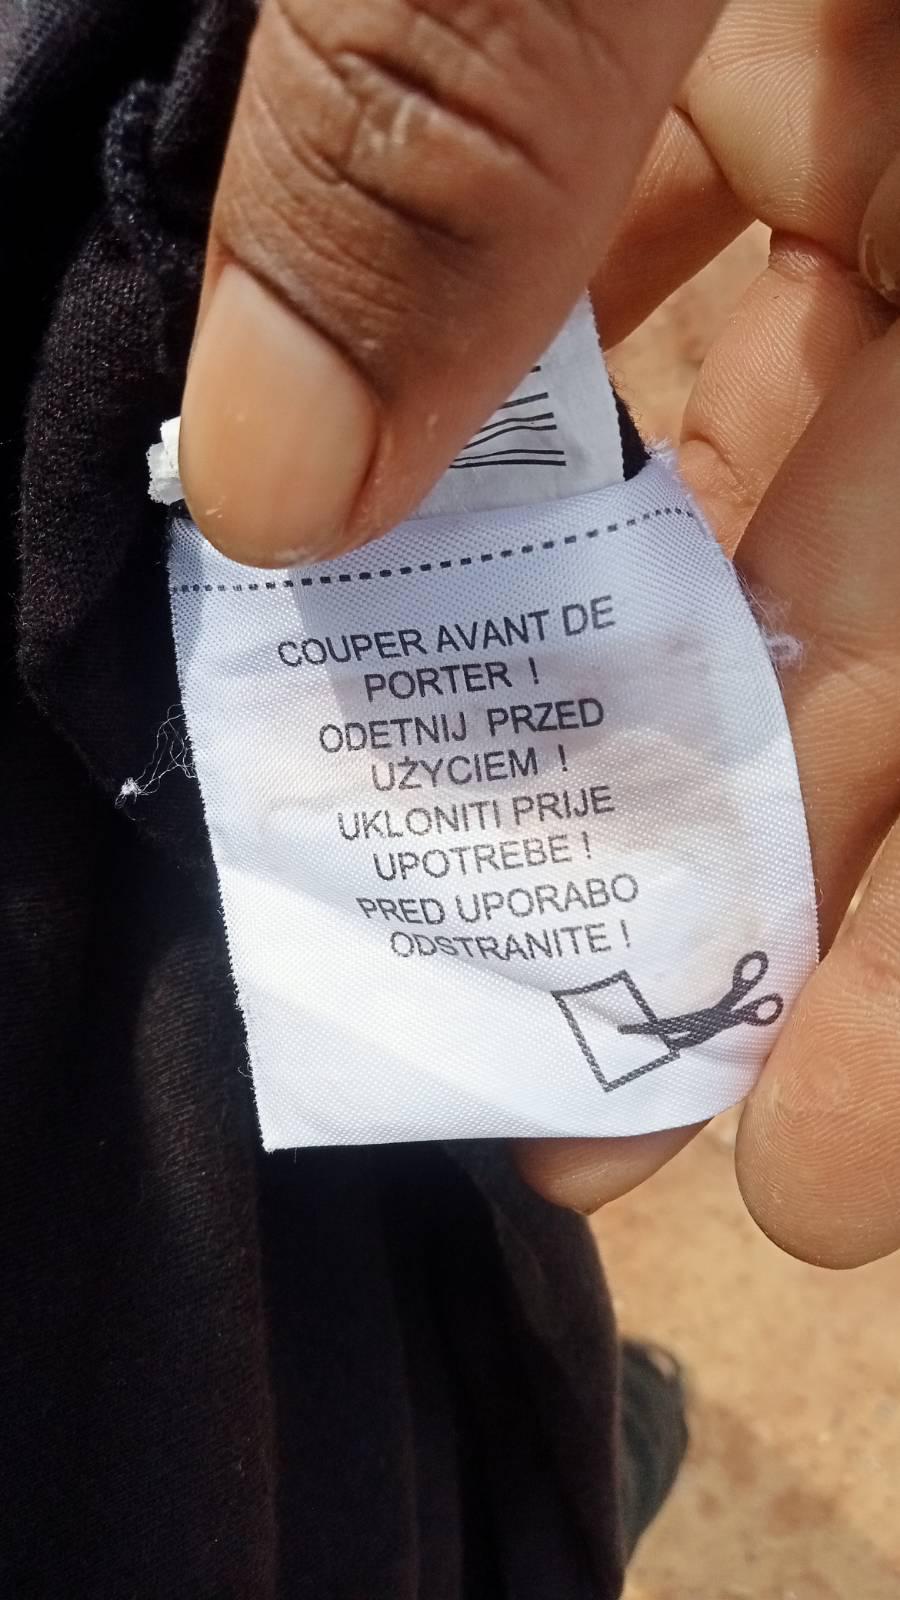 COUPER AVANT DE
PORTER !
ODETNIJ PRZED
UŻYCIEM !
UKLONITI PRIJE
UPOTREBE !
PRED UPORABO
ODSTRANITE !